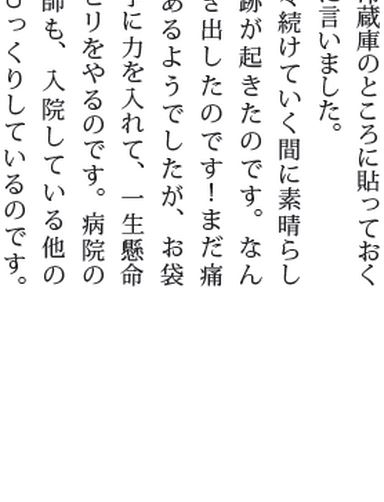 蔵庫のところに貼っておく
言いました。
続けていく間に素晴らし
跡が起きたのです。なん
出したのです！まだ痛
あるようでしたが、お袋
に力を入れて、一生懸命
リをやるのです。病院の
師も、入院している他の
っくりしているのです。